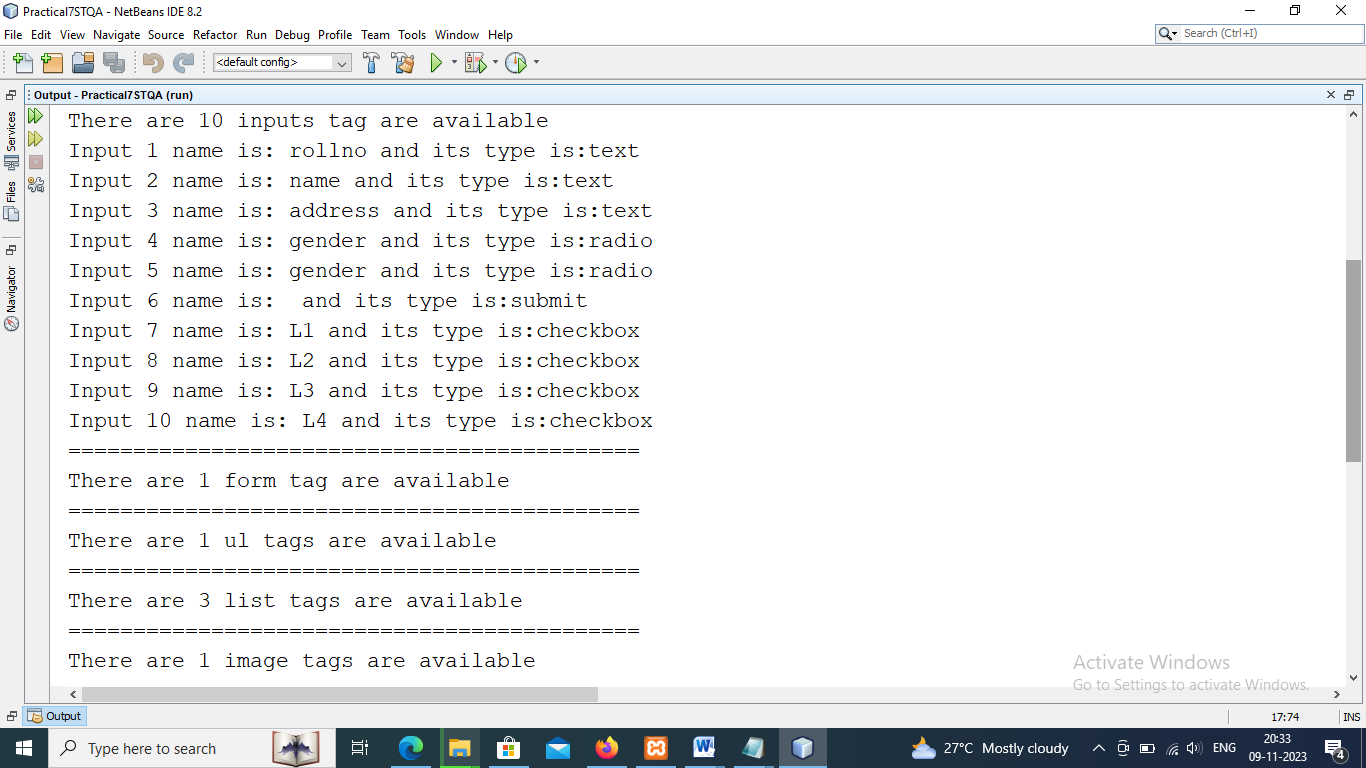 Practical7STQA - NetBeans IDE 8.2
File Edit View Navigate Source Refactor Run Debug Profile Team Tools Window Help
Search (Ctrl+I)
<default config>
Output - Practical7STQA (run)
Services
Files
Navigator
There are 10 inputs tag are available
Input 1 name is: rollno and its type is:text
Input 2 name is: name and its type is:text
Input 3 name is: address and its type is:text
Input 4 name is: gender and its type is:radio
Input 5 name is: gender and its type is:radio
Input 6 name is:  and its type is:submit
Input 7 name is: L1 and its type is:checkbox
Input 8 name is: L2 and its type is:checkbox
Input 9 name is: L3 and its type is:checkbox
Input 10 name is: L4 and its type is:checkbox
============================================
There are 1 form tag are available
============================================
There are 1 ul tags are available
============================================
There are 3 list tags are available
============================================
There are 1 image tags are available
Activate Windows
Go to Settings to activate Windows.
Output
17:74 INS
Type here to search
27°C Mostly cloudy
ENG
20:33
09-11-2023
4